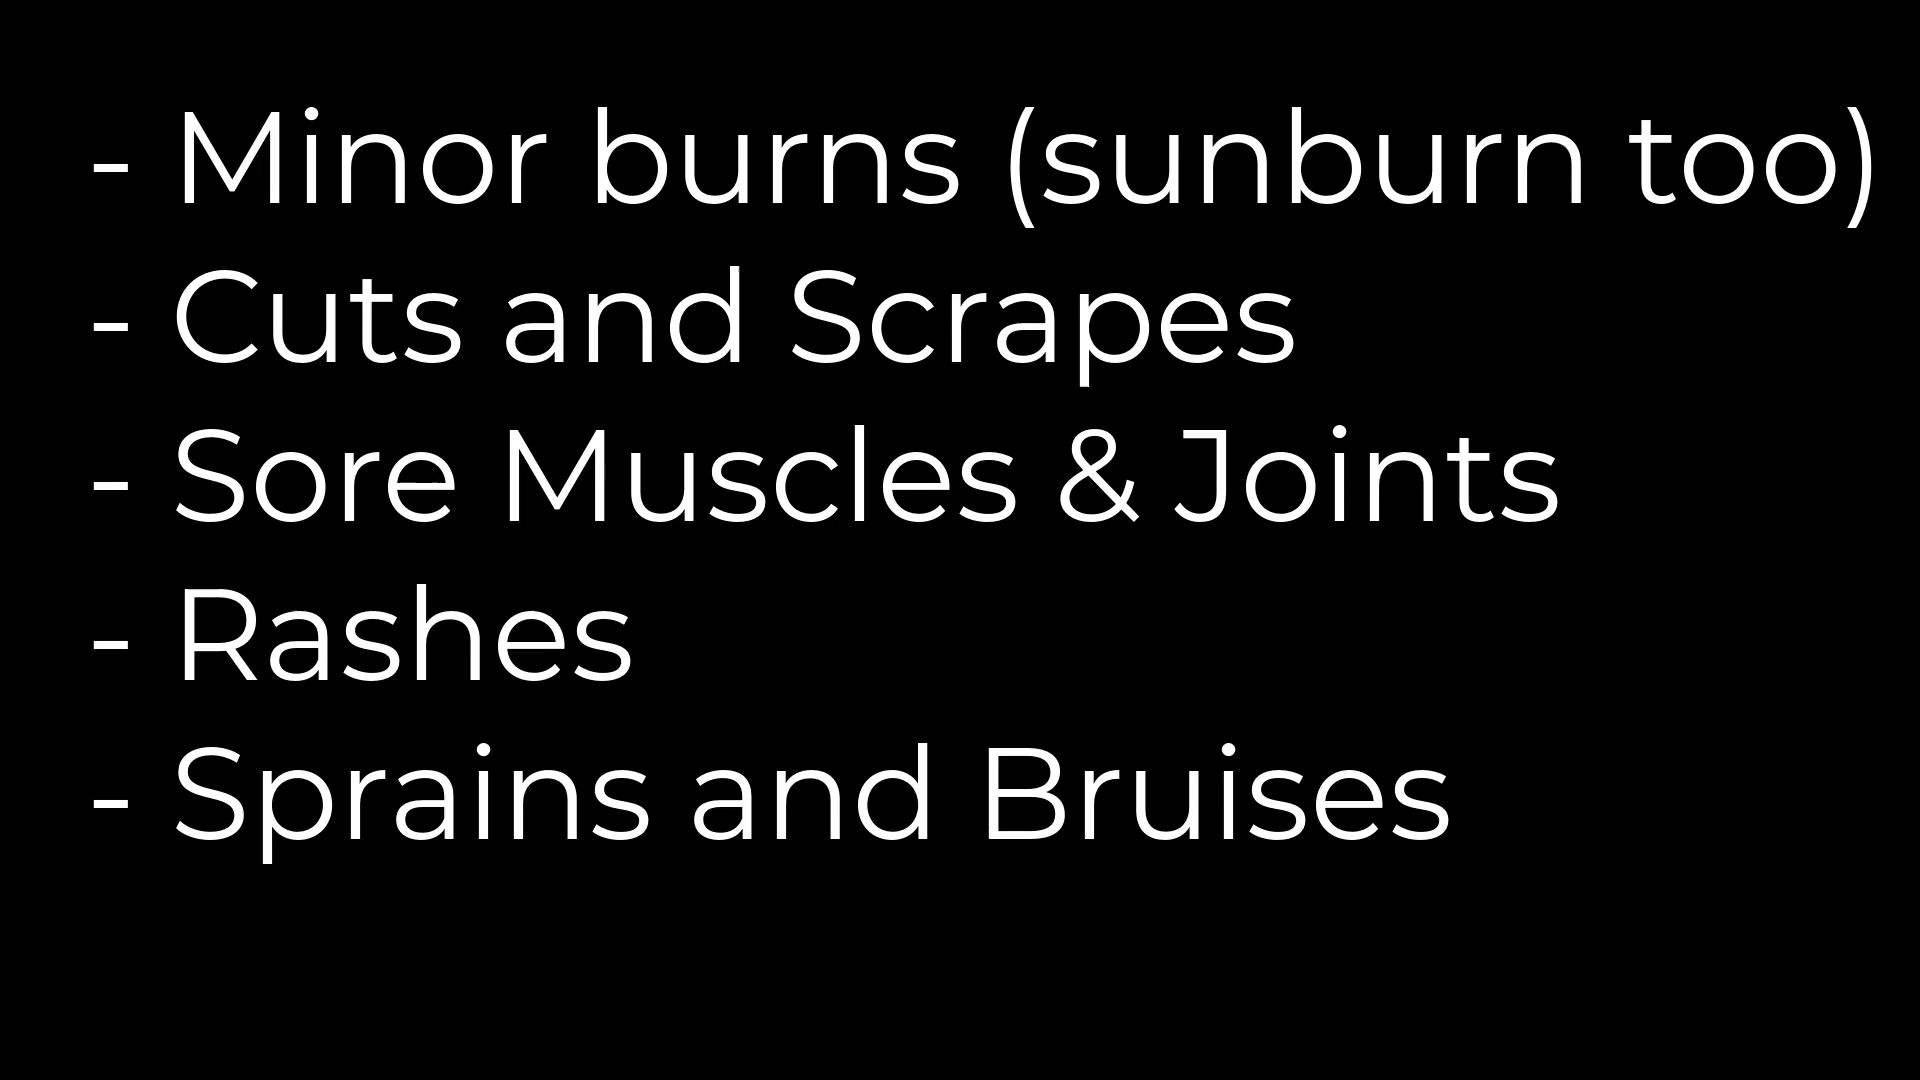 - Minor burns (sunburn too)
- Cuts and Scrapes
- Sore Muscles & Joints
- Rashes
- Sprains and Bruises